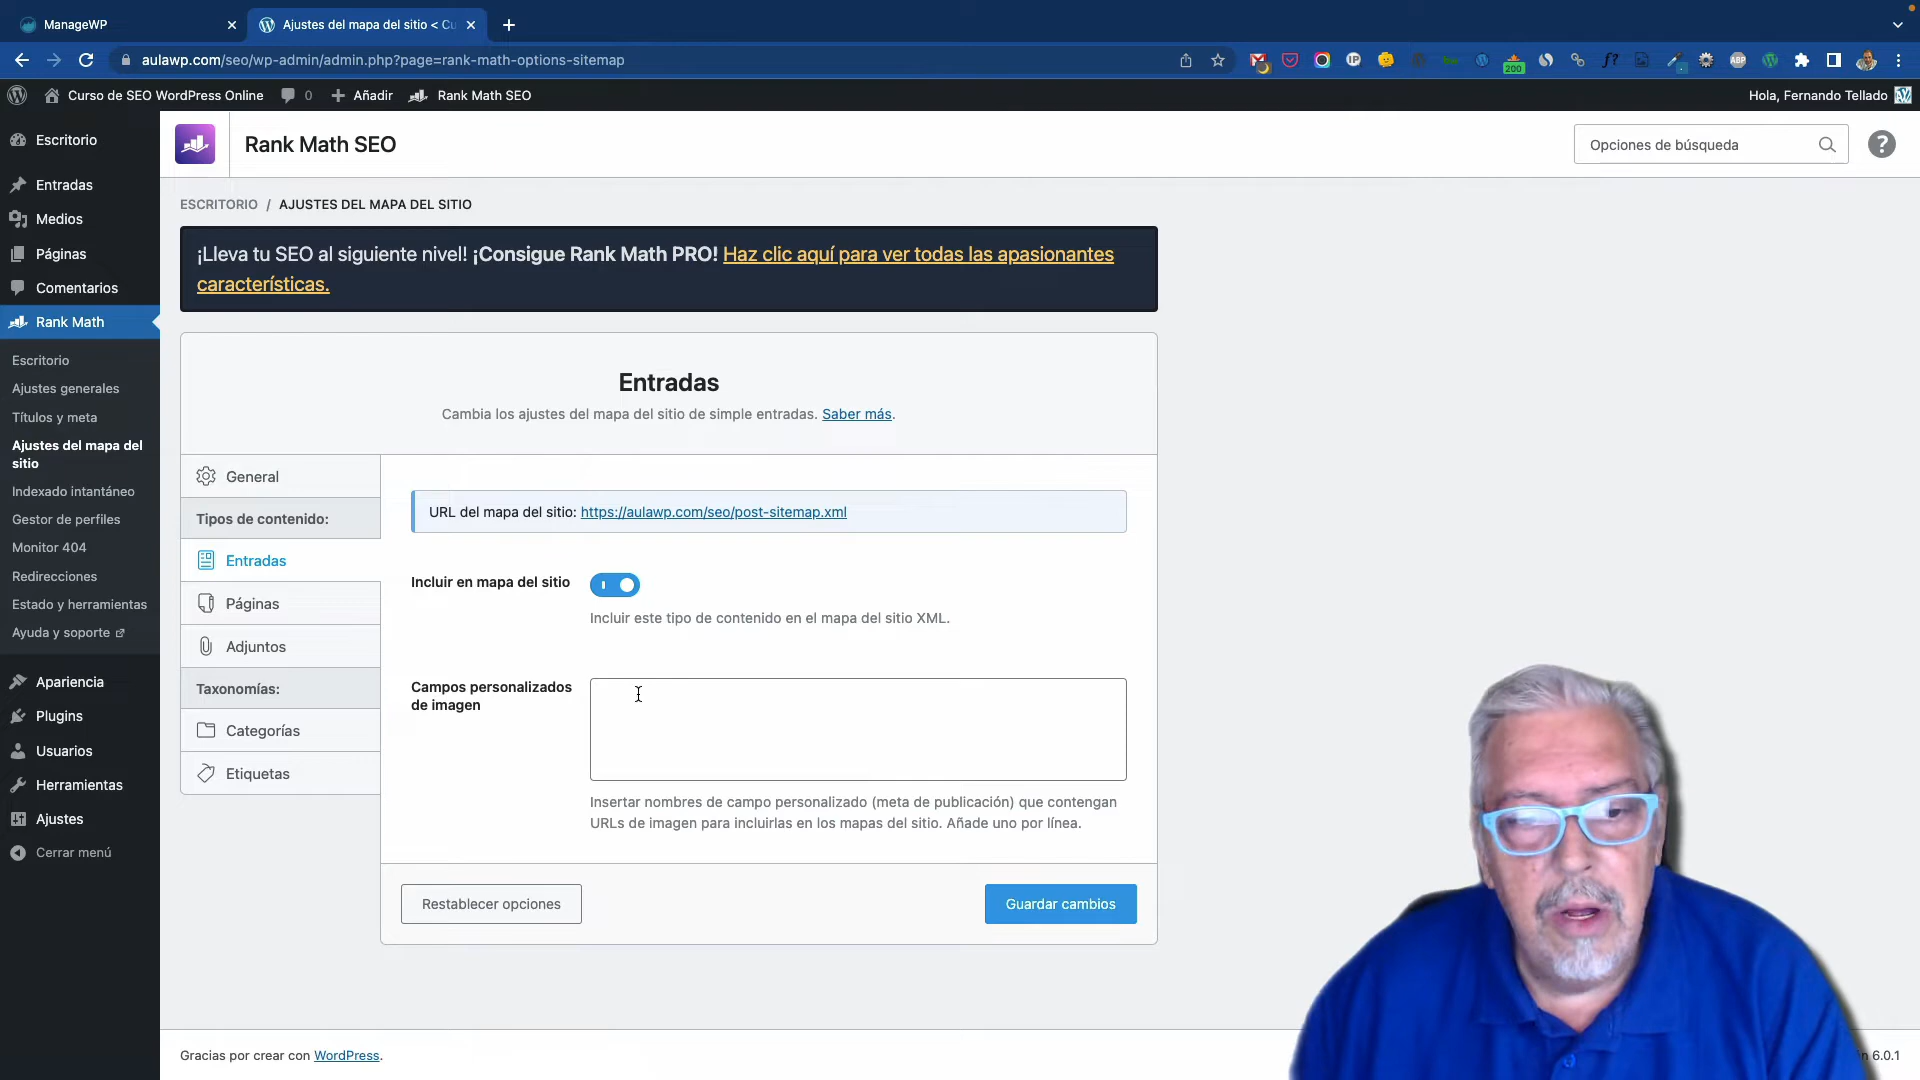 ManageWP
Ajustes del mapa del sitio < Cu
aulawp.com/seo/wp-admin/admin.php?page=rank-math-options-sitemap
200
IP
f?
ABP
Curso de SEO WordPress Online
0
Añadir
Rank Math SEO
Hola, Fernando Tellado
Escritorio
Entradas
Medios
Páginas
Comentarios
Rank Math
Escritorio
Ajustes generales
Títulos y meta
Ajustes del mapa del
sitio
Indexado intantáneo
Gestor de perfiles
Monitor 404
Redirecciones
Estado y herramientas
Ayuda y soporte
Apariencia
Plugins
Usuarios
Herramientas
Ajustes
Cerrar menú
Rank Math SEO
Opciones de búsqueda
?
ESCRITORIO / AJUSTES DEL MAPA DEL SITIO
¡Lleva tu SEO al siguiente nivel! ¡Consigue Rank Math PRO! Haz clic aquí para ver todas las apasionantes
características.
Entradas
Cambia los ajustes del mapa del sitio de simple entradas. Saber más.
General
Tipos de contenido:
Entradas
Páginas
Adjuntos
Taxonomías:
Categorías
Etiquetas
URL del mapa del sitio: https://aulawp.com/seo/post-sitemap.xml
Incluir en mapa del sitio
Incluir este tipo de contenido en el mapa del sitio XML.
Campos personalizados
de imagen
Insertar nombres de campo personalizado (meta de publicación) que contengan
URLs de imagen para incluirlas en los mapas del sitio. Añade uno por línea.
Restablecer opciones
Guardar cambios
Gracias por crear con WordPress.
6.0.1